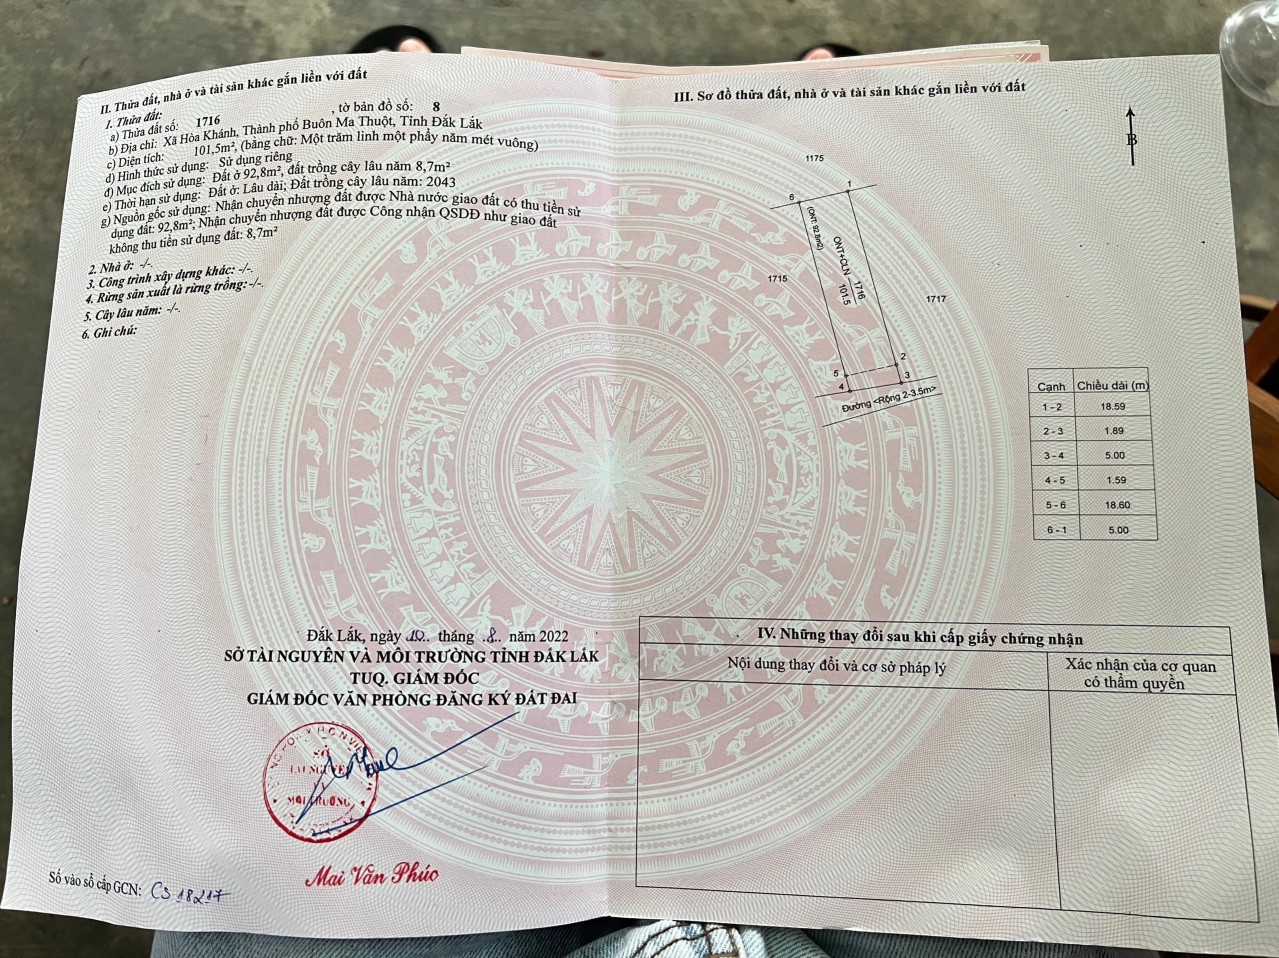 II. Thửa đất, nhà ở và tài sản khác gắn liền với đất
1. Thửa đất:
a) Thửa đất số: 1716 , tờ bản đồ số: 8
b) Địa chỉ: Xã Hòa Khánh, Thành phố Buôn Ma Thuột, Tỉnh Đắk Lắk
c) Diện tích: 101,5m², (bằng chữ: Một trăm linh một phẩy năm mét vuông)
d) Hình thức sử dụng: Sử dụng riêng
đ) Mục đích sử dụng: Đất ở 92,8m², đất trồng cây lâu năm 8,7m²
e) Thời hạn sử dụng: Đất ở: Lâu dài; Đất trồng cây lâu năm: 2043
g) Nguồn gốc sử dụng: Nhận chuyển nhượng đất được Nhà nước giao đất có thu tiền sử
dụng đất: 92,8m²; Nhận chuyển nhượng đất được Công nhận QSDĐ như giao đất
không thu tiền sử dụng đất: 8,7m²
2. Nhà ở: -/-.
3. Công trình xây dựng khác: -/-.
4. Rừng sản xuất là rừng trồng: -/-.
5. Cây lâu năm: -/-.
6. Ghi chú:
Đắk Lắk, ngày 10.. tháng .8.. năm 2022
SỞ TÀI NGUYÊN VÀ MÔI TRƯỜNG TỈNH ĐẮK LẮK
TUQ. GIÁM ĐỐC
GIÁM ĐỐC VĂN PHÒNG ĐĂNG KÝ ĐẤT ĐAI
SỞ
TÀI NGUYÊN
VÀ
MÔI TRƯỜNG
Mai Văn Phúc
Số vào sổ cấp GCN: CS 18217
III. Sơ đồ thửa đất, nhà ở và tài sản khác gắn liền với đất
B
1175
6
1
(ONT: 92.8m2)
ONT+CLN 1716
101.5
1715
1717
2
5
3
4
Đường <Rộng 2-3.5m>
Cạnh Chiều dài (m)
1 - 2 18.59
2 - 3 1.89
3 - 4 5.00
4 - 5 1.59
5 - 6 18.60
6 - 1 5.00
IV. Những thay đổi sau khi cấp giấy chứng nhận
Nội dung thay đổi và cơ sở pháp lý
Xác nhận của cơ quan
có thẩm quyền